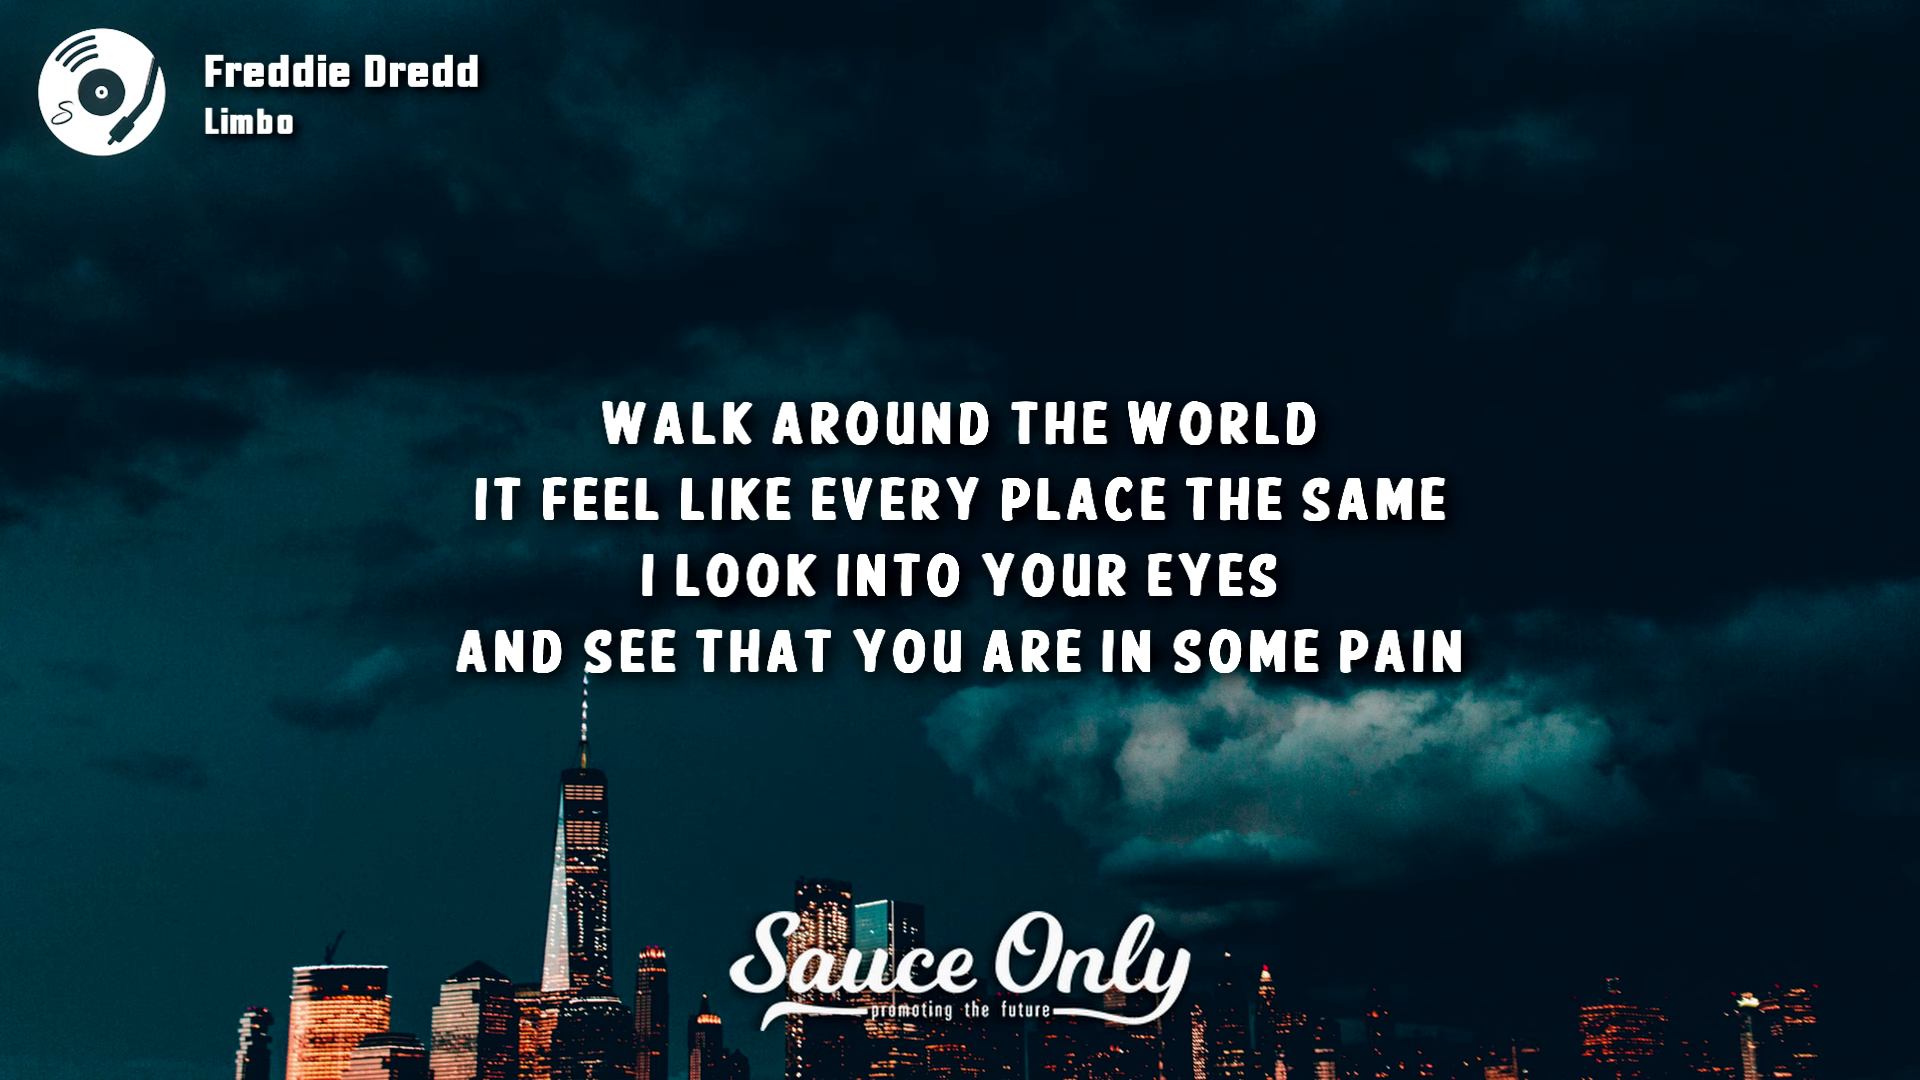 Freddie Dredd
Limbo
WALK AROUND THE WORLD
IT FEEL LIKE EVERY PLACE THE SAME
I LOOK INTO YOUR EYES
AND SEE THAT YOU ARE IN SOME PAIN
Sauce Only
promoting the future